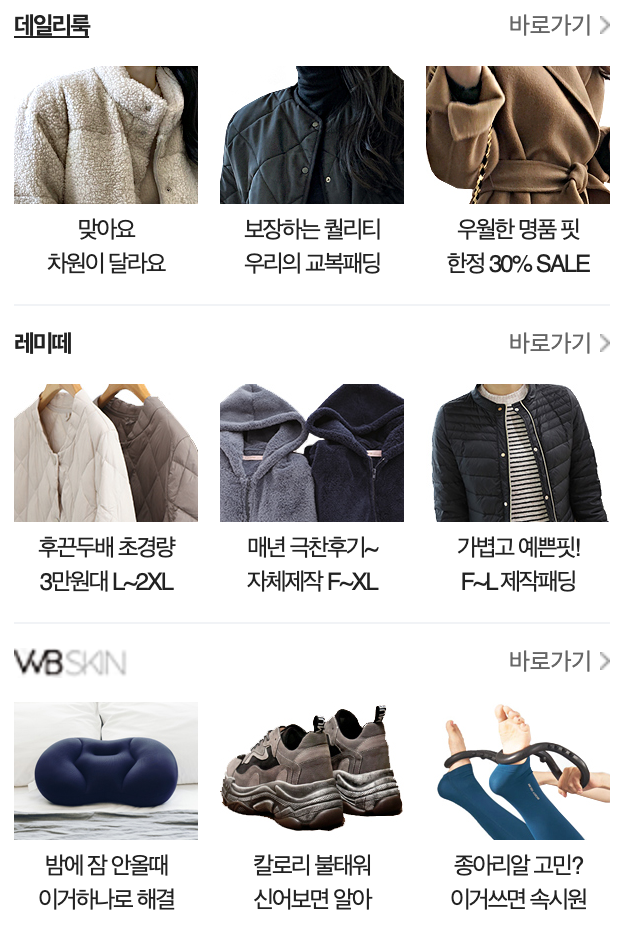 데일리룩
바로가기
맞아요
차원이 달라요
보장하는 퀄리티
우리의 교복패딩
우월한 명품 핏
한정 30% SALE
레미떼
바로가기
후끈두배 초경량
3만원대 L~2XL
매년 극찬후기~
자체제작 F~XL
가볍고 예쁜핏!
F~L 제작패딩
WB SKIN
바로가기
밤에 잠 안올때
이거하나로 해결
칼로리 불태워
신어보면 알아
종아리알 고민?
이거쓰면 속시원